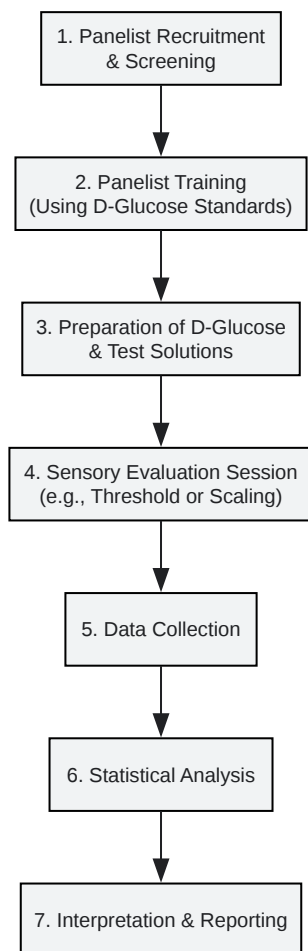 1. Panelist Recruitment
& Screening
2. Panelist Training
(Using D-Glucose Standards)
3. Preparation of D-Glucose
& Test Solutions
4. Sensory Evaluation Session
(e.g., Threshold or Scaling)
5. Data Collection
6. Statistical Analysis
7. Interpretation & Reporting